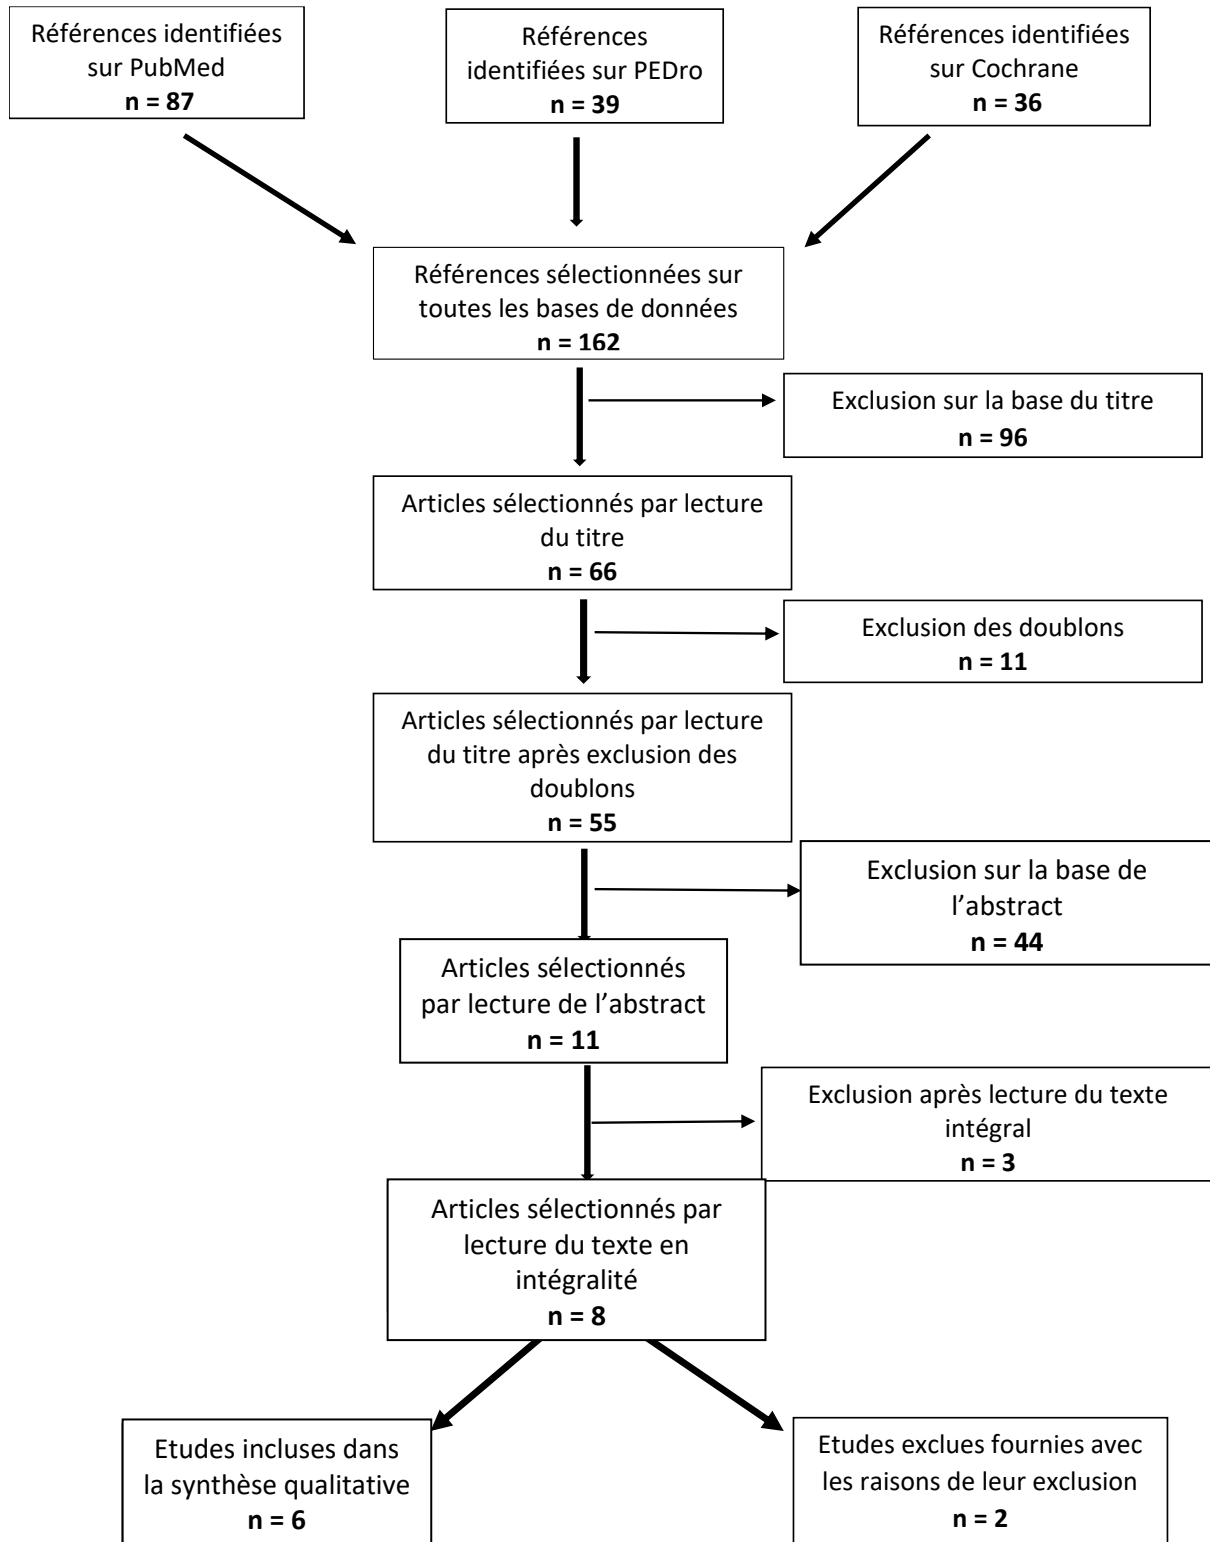 Références identifiées
sur PubMed
n = 87
Références
identifiées sur PEDro
n = 39
Références identifiées
sur Cochrane
n = 36
Références sélectionnées sur
toutes les bases de données
n = 162
Exclusion sur la base du titre
n = 96
Articles sélectionnés par lecture
du titre
n = 66
Exclusion des doublons
n = 11
Articles sélectionnés par lecture
du titre après exclusion des
doublons
n = 55
Exclusion sur la base de
l’abstract
n = 44
Articles sélectionnés
par lecture de l’abstract
n = 11
Exclusion après lecture du texte
intégral
n = 3
Articles sélectionnés par
lecture du texte en
intégralité
n = 8
Etudes incluses dans
la synthèse qualitative
n = 6
Etudes exclues fournies avec
les raisons de leur exclusion
n = 2